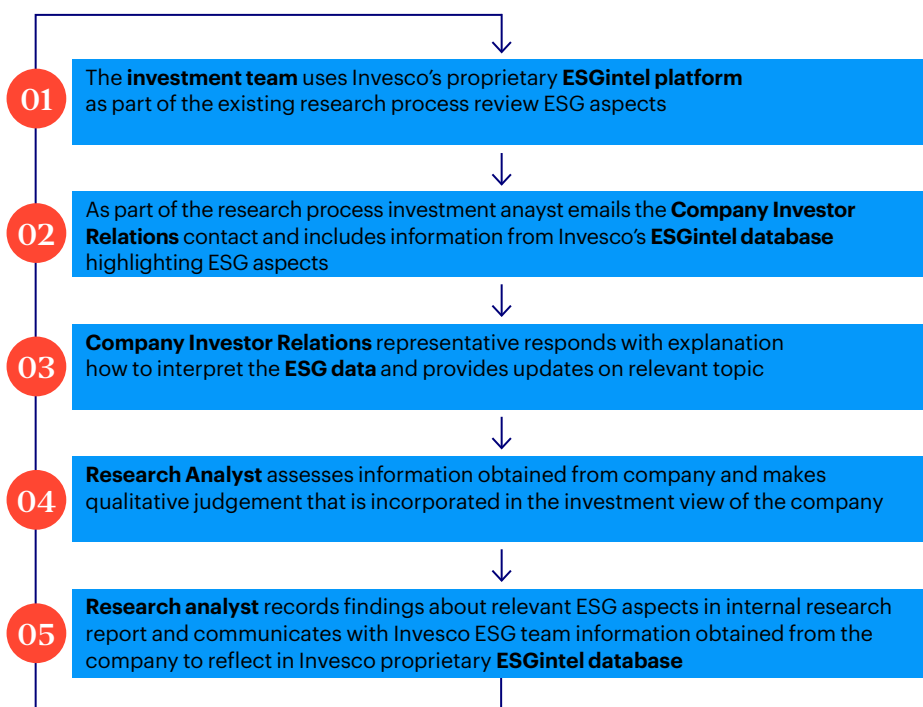 01
The investment team uses Invesco's proprietary ESGintel platform
as part of the existing research process review ESG aspects
02
As part of the research process investment anayst emails the Company Investor
Relations contact and includes information from Invesco's ESGintel database
highlighting ESG aspects
03
Company Investor Relations representative responds with explanation
how to interpret the ESG data and provides updates on relevant topic
04
Research Analyst assesses information obtained from company and makes
qualitative judgement that is incorporated in the investment view of the company
05
Research analyst records findings about relevant ESG aspects in internal research
report and communicates with Invesco ESG team information obtained from the
company to reflect in Invesco proprietary ESGintel database